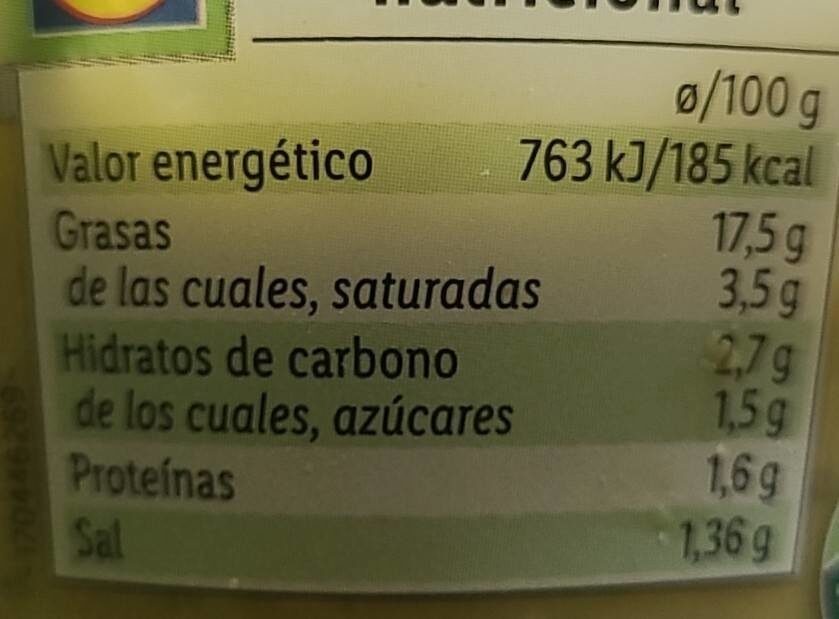 nutricional
ø/100 g
Valor energético 763 kJ/185 kcal
Grasas 17,5 g
de las cuales, saturadas 3,5 g
Hidratos de carbono 2,7 g
de los cuales, azúcares 1,5 g
Proteínas 1,6 g
Sal 1,36 g